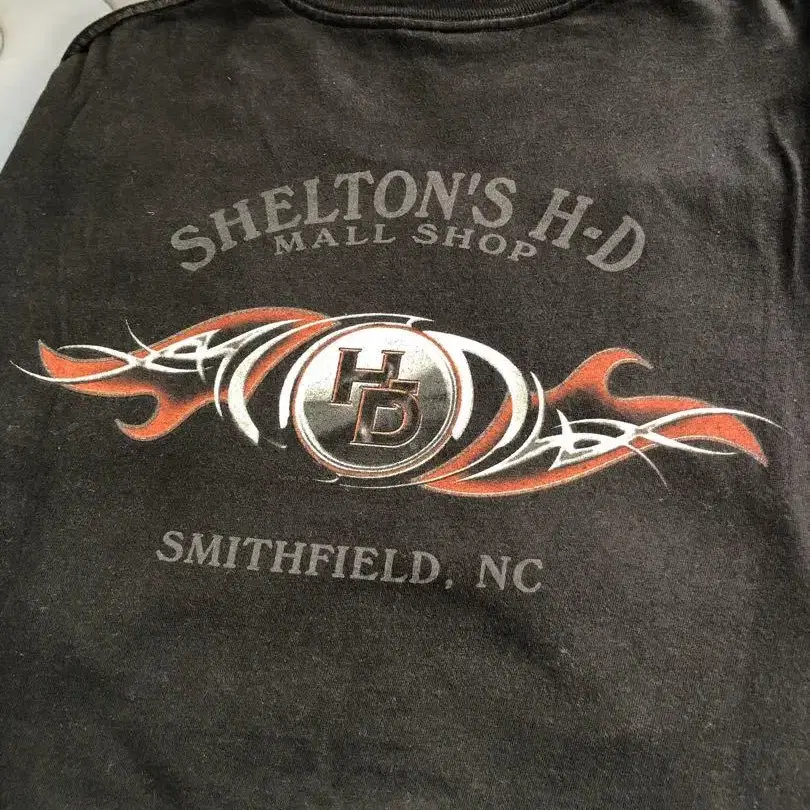 SHELTON'S H-D
MALL SHOP
HD
SMITHFIELD, NC